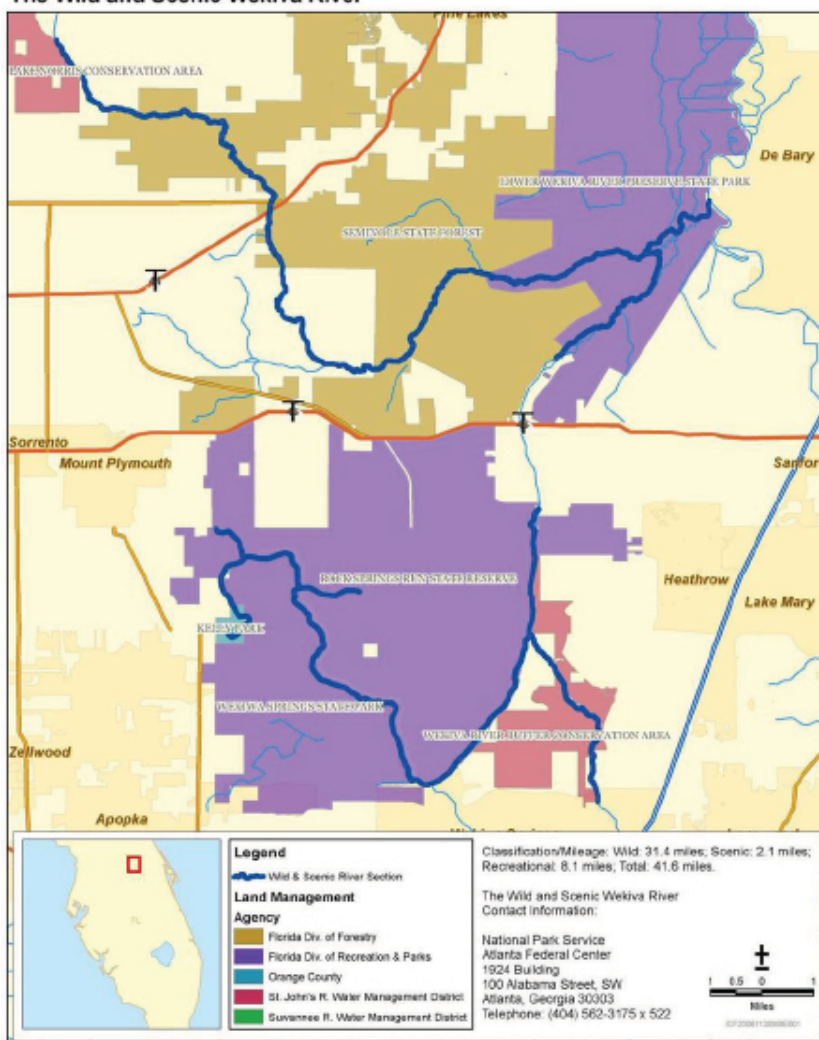 The Wild and Scenic Wekiva River
Pine Lakes
LAKE NORRIS CONSERVATION AREA
De Bary
LOWER WEKIVA RIVER PRESERVE STATE PARK
SEMINOLE STATE FOREST
Sorrento
Mount Plymouth
Sanfor
ROCK SPRINGS RUN STATE RESERVE
Heathrow
Lake Mary
KELLY PARK
WEKIWA SPRINGS STATE PARK
WEKIVA RIVER BUFFER CONSERVATION AREA
Zellwood
Apopka
Legend
Wild & Scenic River Section
Land Management
Agency
Florida Div. of Forestry
Florida Div. of Recreation & Parks
Orange County
St. John's R. Water Management District
Suwannee R. Water Management District
Classification/Mileage: Wild: 31.4 miles; Scenic: 2.1 miles;
Recreational: 8.1 miles; Total: 41.6 miles.
The Wild and Scenic Wekiva River
Contact Information:
National Park Service
Atlanta Federal Center
1924 Building
100 Alabama Street, SW
Atlanta, Georgia 30303
Telephone: (404) 562-3175 x 522
1 0.5 0 1
Miles